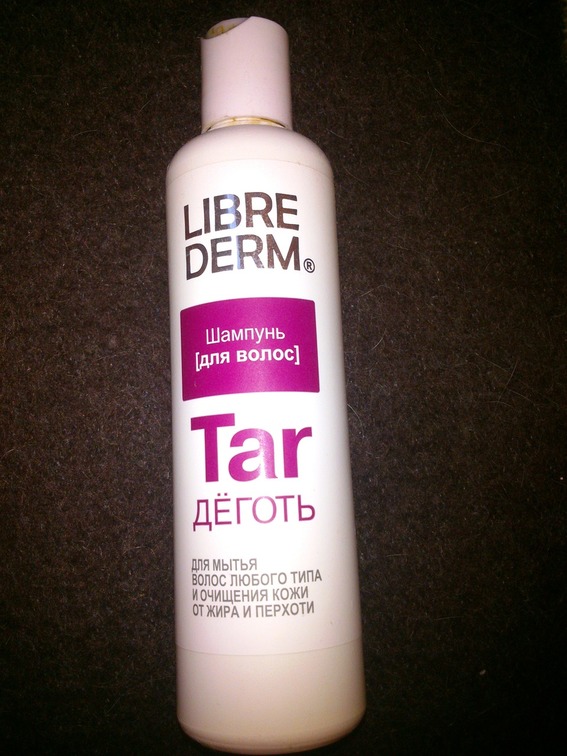 LIBRE
DERM®
Шампунь
[для волос]
Tar
ДЁГОТЬ
ДЛЯ МЫТЬЯ
ВОЛОС ЛЮБОГО ТИПА
И ОЧИЩЕНИЯ КОЖИ
ОТ ЖИРА И ПЕРХОТИ